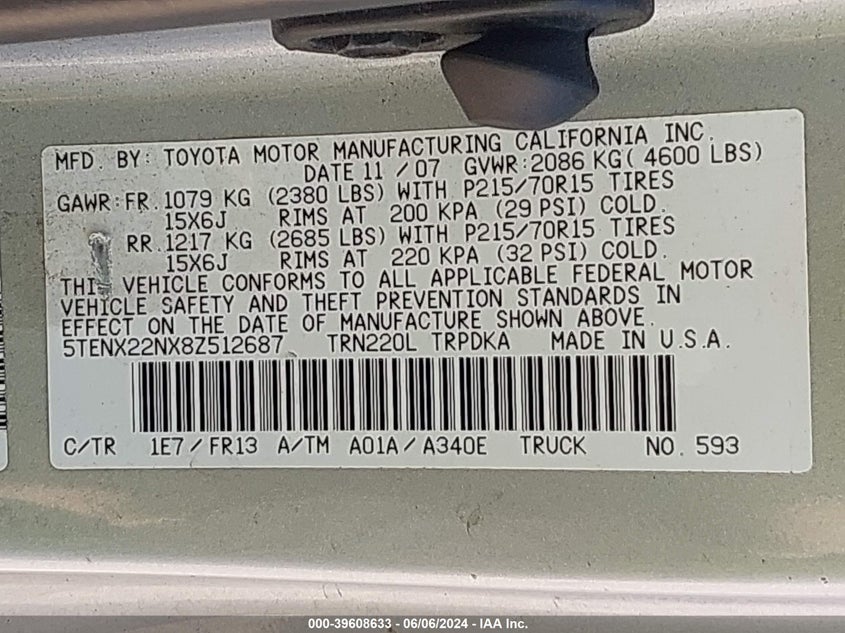 MFD. BY: TOYOTA MOTOR MANUFACTURING CALIFORNIA INC.
DATE 11 / 07 GVWR: 2086 KG( 4600 LBS)
GAWR: FR. 1079 KG (2380 LBS) WITH P215/70R15 TIRES
15X6J RIMS AT 200 KPA (29 PSI) COLD.
RR. 1217 KG (2685 LBS) WITH P215/70R15 TIRES
15X6J RIMS AT 220 KPA (32 PSI) COLD.
THI VEHICLE CONFORMS TO ALL APPLICABLE FEDERAL MOTOR
VEHICLE SAFETY AND THEFT PREVENTION STANDARDS IN
EFFECT ON THE DATE OF MANUFACTURE SHOWN ABOVE.
5TENX22NX8Z512687 TRN220L TRPDKA MADE IN U.S.A.
C/TR 1E7 / FR13 A/TM A01A / A340E TRUCK NO. 593
000-39608633 - 06/06/2024 - IAA Inc.